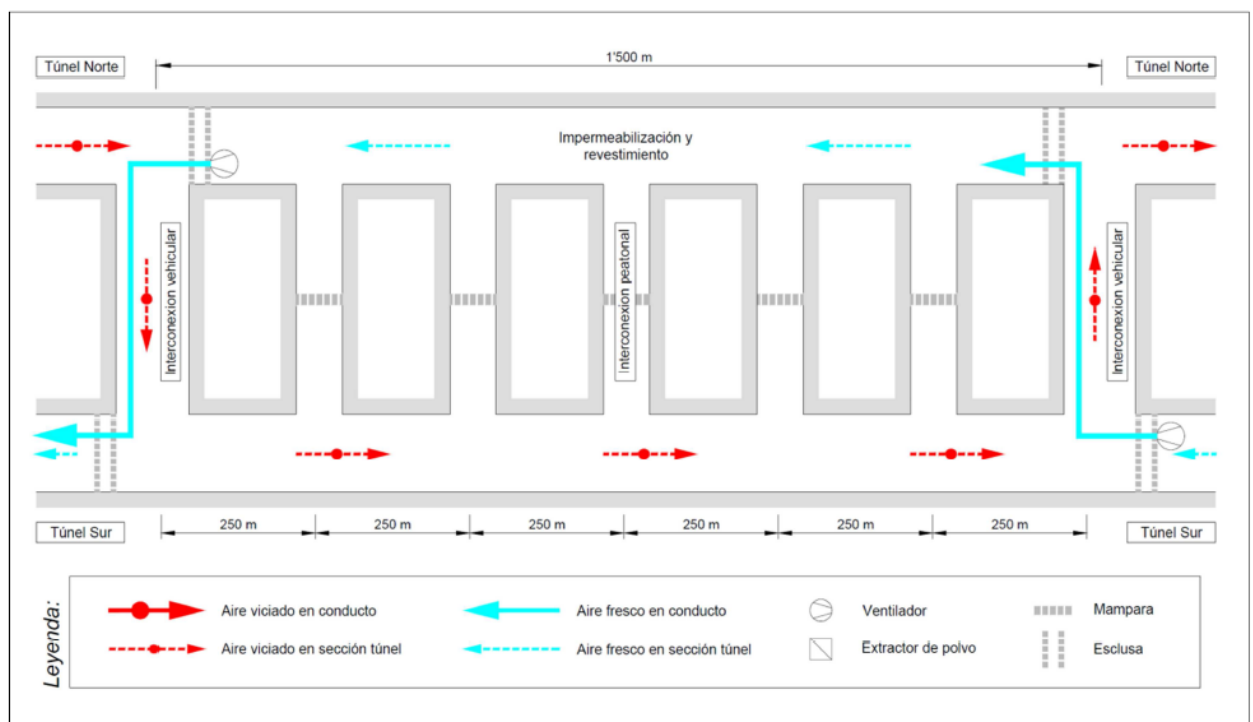 1'500 m
Túnel Norte
Túnel Norte
Impermeabilización y
revestimiento
Interconexion vehicular
Interconexion peatonal
Interconexion vehicular
250 m
250 m
250 m
250 m
250 m
250 m
Túnel Sur
Túnel Sur
Leyenda:
Aire viciado en conducto
Aire fresco en conducto
Ventilador
Mampara
Aire viciado en sección túnel
Aire fresco en sección túnel
Extractor de polvo
Esclusa